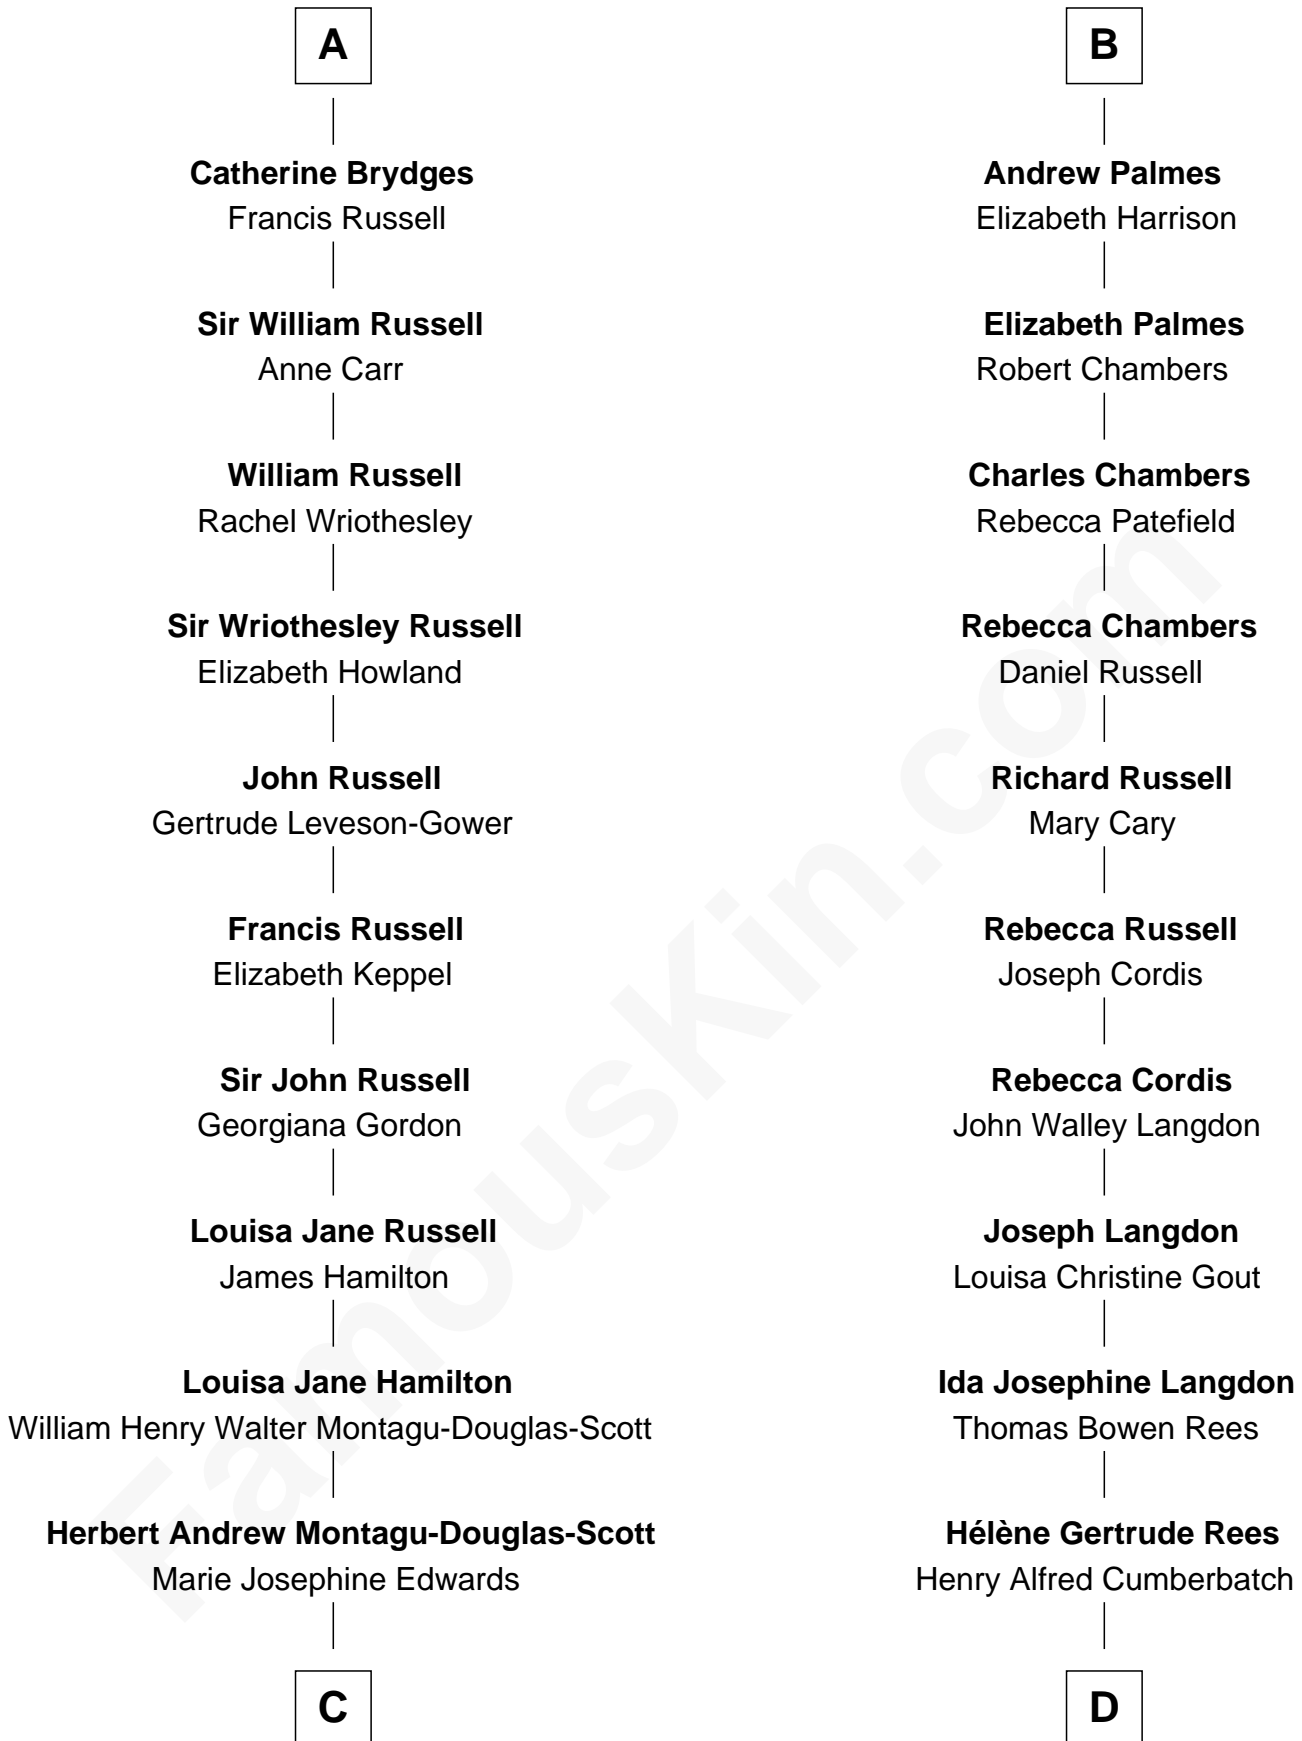 A
Catherine Brydges
Francis Russell
Sir William Russell
Anne Carr
William Russell
Rachel Wriothesley
Sir Wriothesley Russell
Elizabeth Howland
John Russell
Gertrude Leveson-Gower
Francis Russell
Elizabeth Keppel
Sir John Russell
Georgiana Gordon
Louisa Jane Russell
James Hamilton
Louisa Jane Hamilton
William Henry Walter Montagu-Douglas-Scott
Herbert Andrew Montagu-Douglas-Scott
Marie Josephine Edwards
C
B
Andrew Palmes
Elizabeth Harrison
Elizabeth Palmes
Robert Chambers
Charles Chambers
Rebecca Patefield
Rebecca Chambers
Daniel Russell
Richard Russell
Mary Cary
Rebecca Russell
Joseph Cordis
Rebecca Cordis
John Walley Langdon
Joseph Langdon
Louisa Christine Gout
Ida Josephine Langdon
Thomas Bowen Rees
Hélène Gertrude Rees
Henry Alfred Cumberbatch
D
FamousKin.com